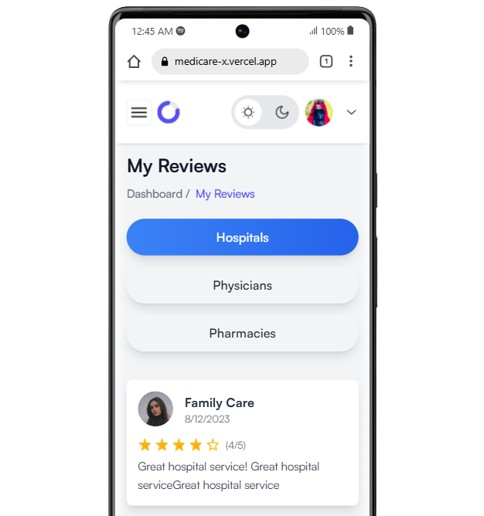 12:45 AM
100%
medicare-x.vercel.app
1
My Reviews
Dashboard / My Reviews
Hospitals
Physicians
Pharmacies
Family Care
8/12/2023
(4/5)
Great hospital service! Great hospital
serviceGreat hospital service